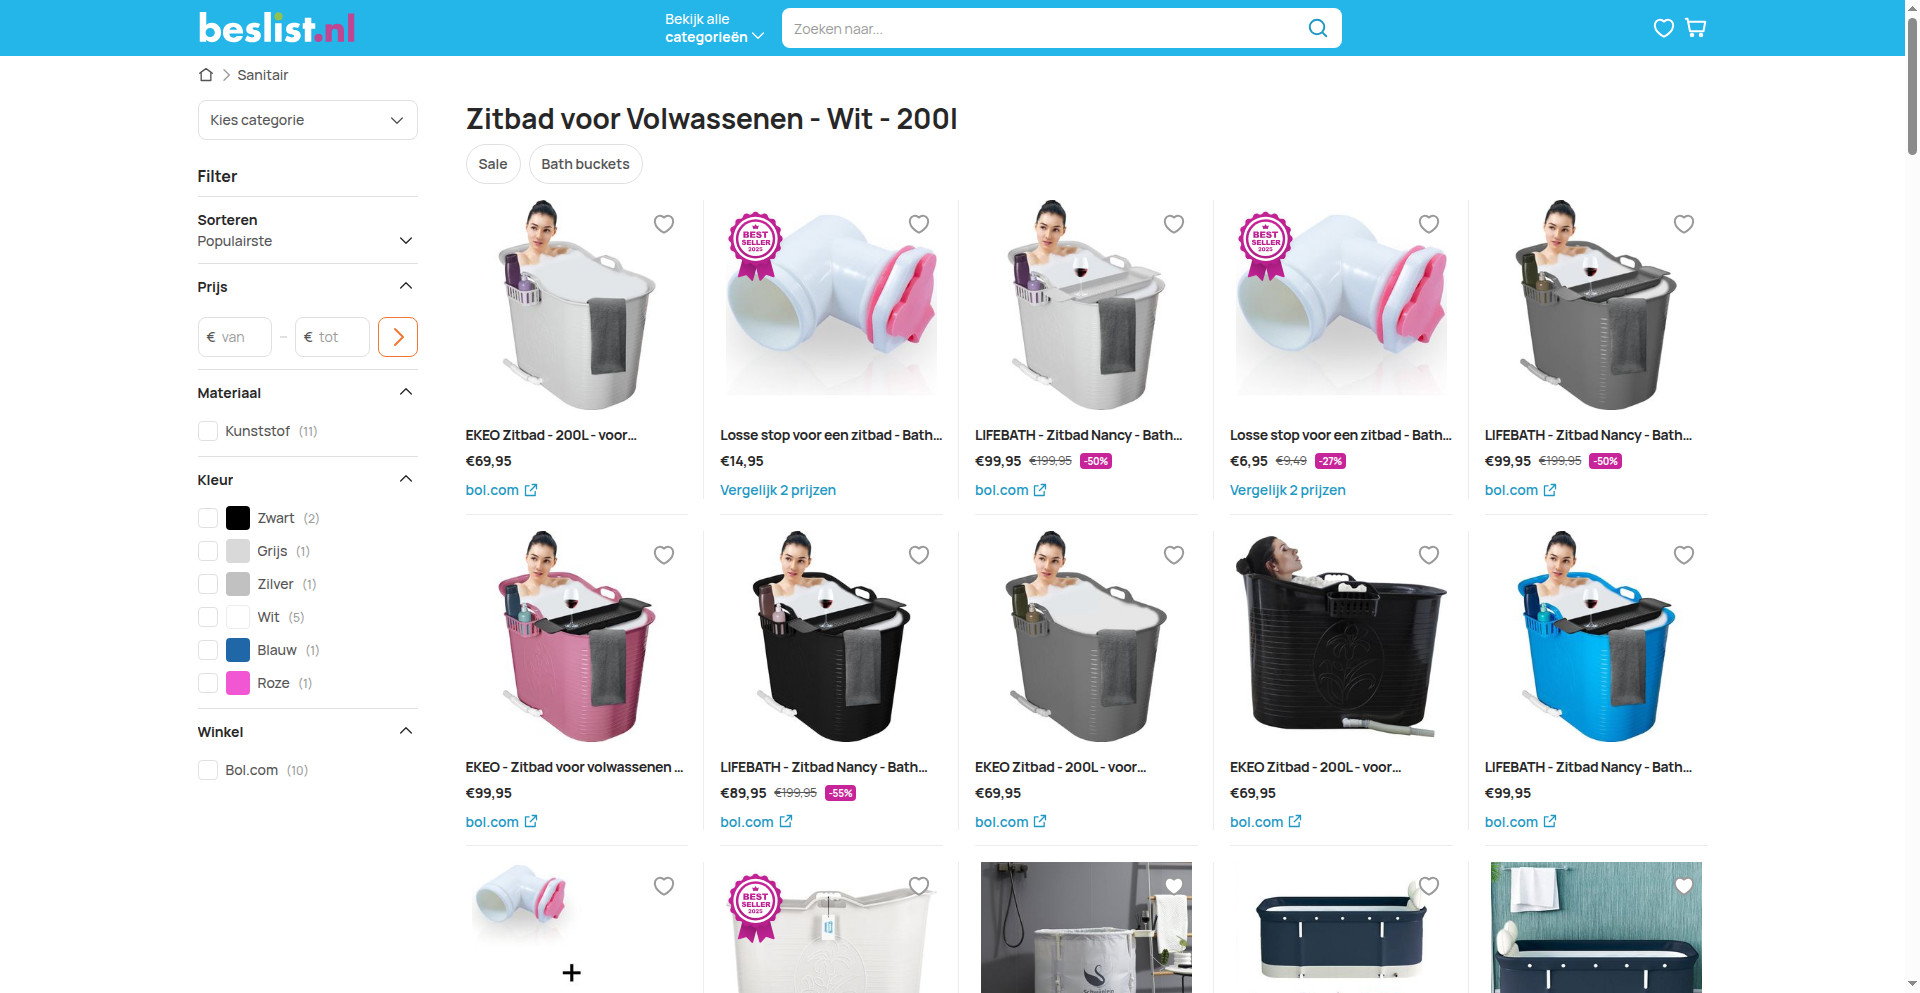 beslist.nl
Bekijk alle
categorieën
Zoeken naar...
Sanitair
Kies categorie
Filter
Sorteren
Populairste
Prijs
€ van – € tot
Materiaal
Kunststof (11)
Kleur
Zwart (2)
Grijs (1)
Zilver (1)
Wit (5)
Blauw (1)
Roze (1)
Winkel
Bol.com (10)
Zitbad voor Volwassenen - Wit - 200l
Sale
Bath buckets
EKEO Zitbad - 200L - voor...
€69,95
bol.com
BEST
SELLER
2025
Losse stop voor een zitbad - Bath...
€14,95
Vergelijk 2 prijzen
LIFEBATH - Zitbad Nancy - Bath...
€99,95 €199,95 -50%
bol.com
BEST
SELLER
2025
Losse stop voor een zitbad - Bath...
€6,95 €9,49 -27%
Vergelijk 2 prijzen
LIFEBATH - Zitbad Nancy - Bath...
€99,95 €199,95 -50%
bol.com
EKEO - Zitbad voor volwassenen ...
€99,95
bol.com
LIFEBATH - Zitbad Nancy - Bath...
€89,95 €199,95 -55%
bol.com
EKEO Zitbad - 200L - voor...
€69,95
bol.com
EKEO Zitbad - 200L - voor...
€69,95
bol.com
LIFEBATH - Zitbad Nancy - Bath...
€99,95
bol.com
BEST
SELLER
2025